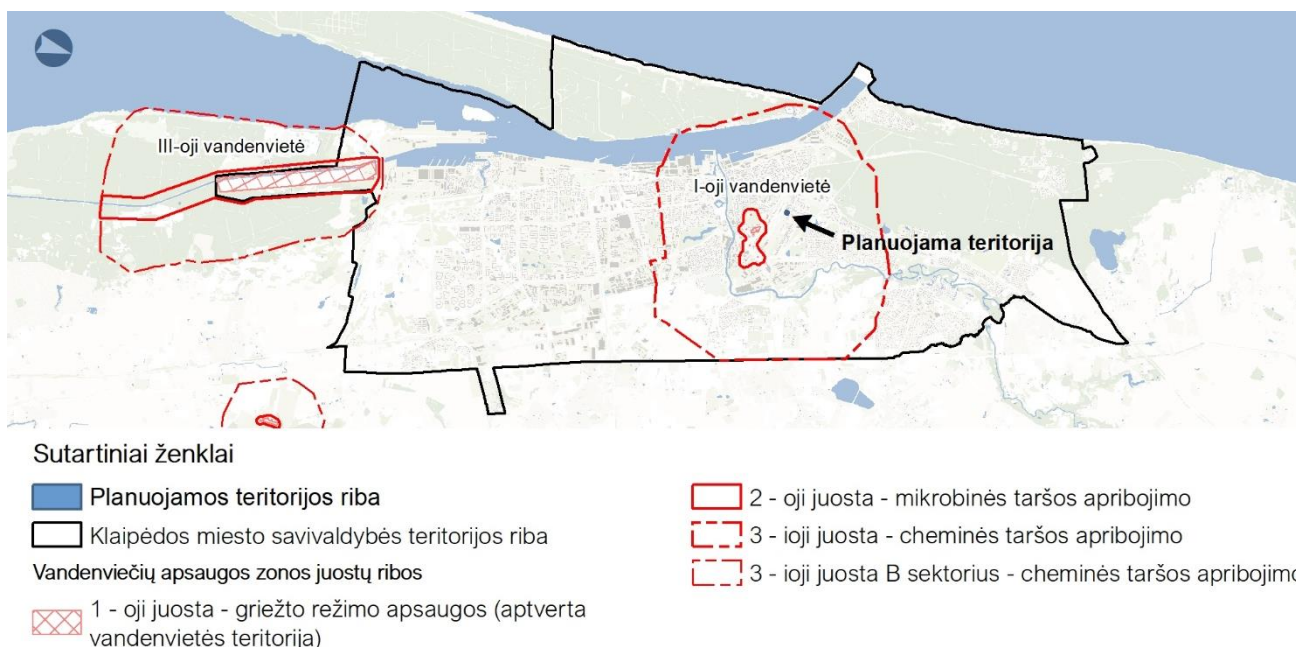 III-oji vandenvietė
I-oji vandenvietė
Planuojama teritorija
Sutartiniai ženklai
Planuojamos teritorijos riba
Klaipėdos miesto savivaldybės teritorijos riba
Vandenviečių apsaugos zonos juostų ribos
1 - oji juosta - griežto režimo apsaugos (aptverta
vandenvietės teritorija)
2 - oji juosta - mikrobinės taršos apribojimo
3 - ioji juosta - cheminės taršos apribojimo
3 - ioji juosta B sektorius - cheminės taršos apribojimo